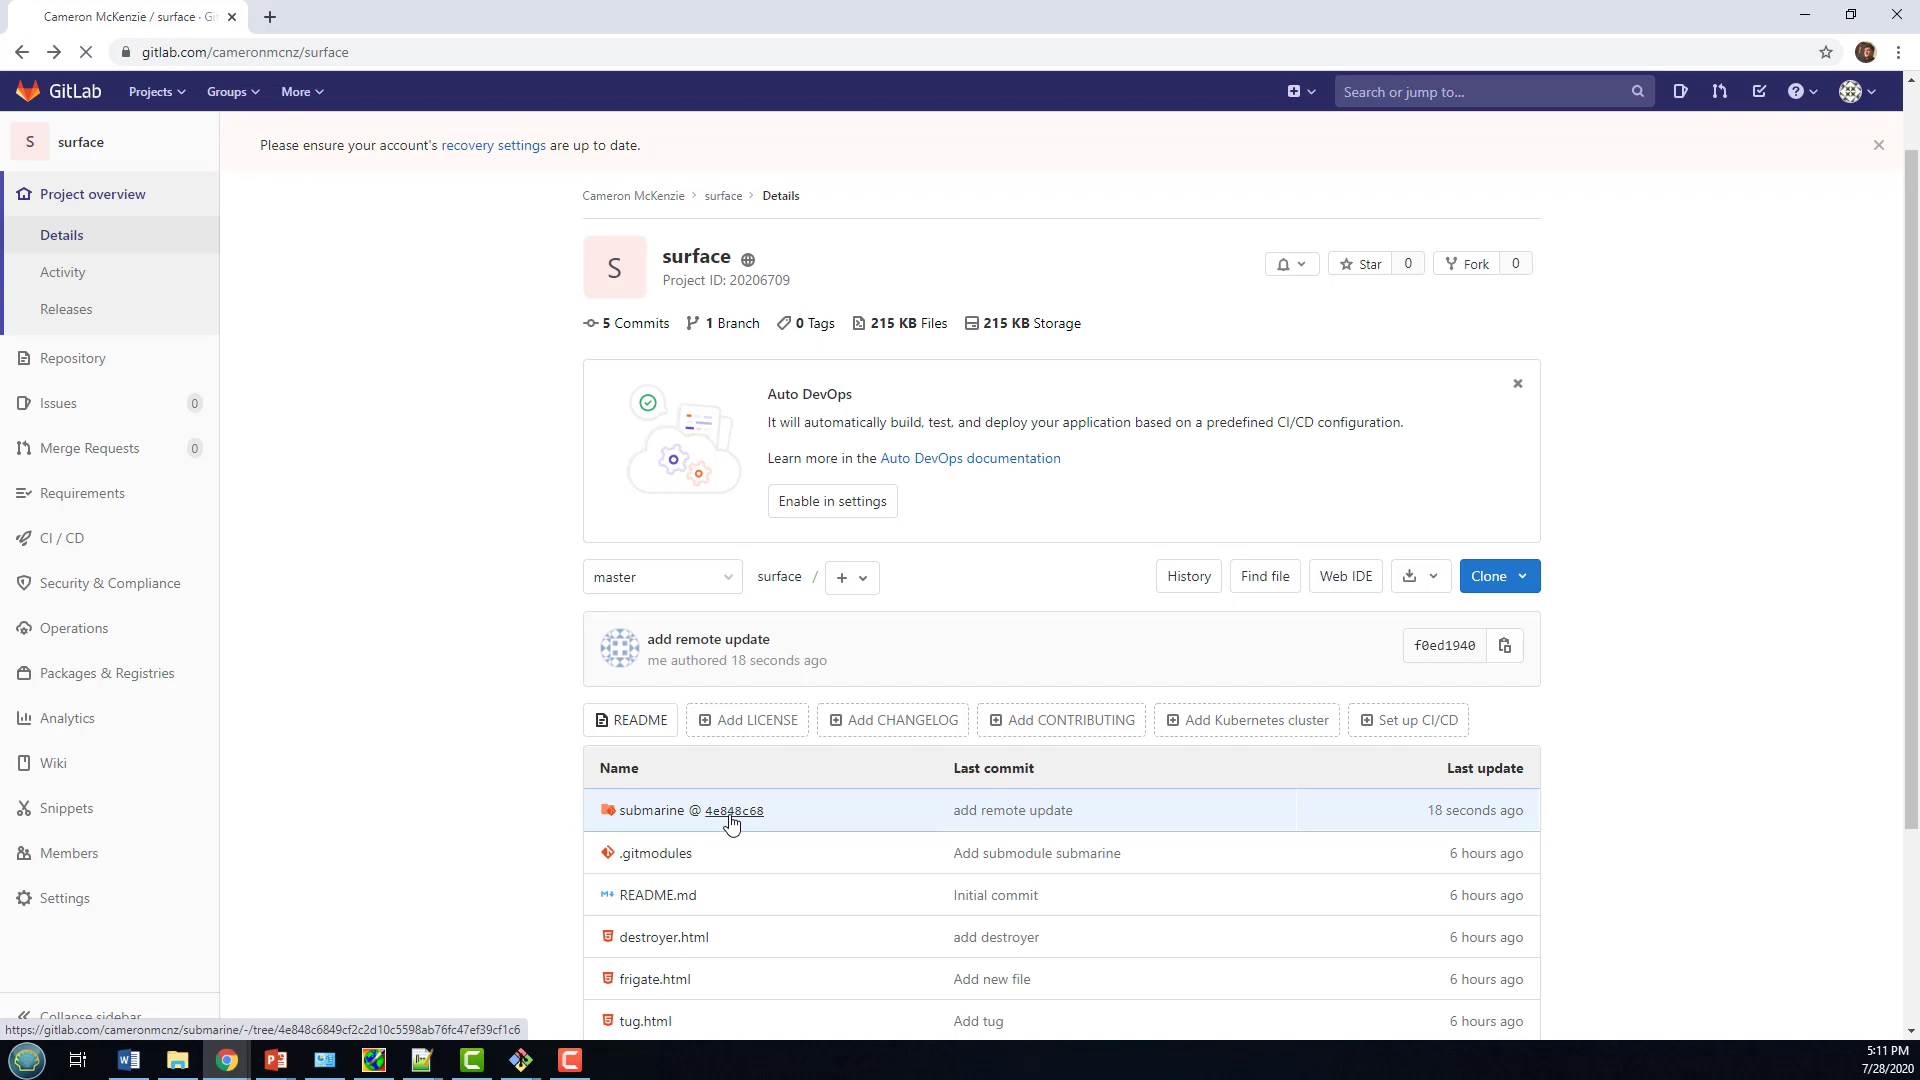 Cameron McKenzie / surface · Git
gitlab.com/cameronmcnz/surface
GitLab
Projects
Groups
More
Search or jump to...
S
surface
Please ensure your account's recovery settings are up to date.
Project overview
Details
Activity
Releases
Repository
Issues
0
Merge Requests
0
Requirements
CI / CD
Security & Compliance
Operations
Packages & Registries
Analytics
Wiki
Snippets
Members
Settings
Collapse sidebar
Cameron McKenzie > surface > Details
S
surface
Project ID: 20206709
Star 0
Fork 0
5 Commits
1 Branch
0 Tags
215 KB Files
215 KB Storage
Auto DevOps
It will automatically build, test, and deploy your application based on a predefined CI/CD configuration.
Learn more in the Auto DevOps documentation
Enable in settings
master
surface /
History
Find file
Web IDE
Clone
add remote update
me authored 18 seconds ago
f0ed1940
README
Add LICENSE
Add CHANGELOG
Add CONTRIBUTING
Add Kubernetes cluster
Set up CI/CD
Name Last commit Last update
submarine @ 4e848c68 add remote update 18 seconds ago
.gitmodules Add submodule submarine 6 hours ago
README.md Initial commit 6 hours ago
destroyer.html add destroyer 6 hours ago
frigate.html Add new file 6 hours ago
tug.html Add tug 6 hours ago
https://gitlab.com/cameronmcnz/submarine/-/tree/4e848c6849cf2c2d10c5598ab76fc47ef39cf1c6
5:11 PM
7/28/2020